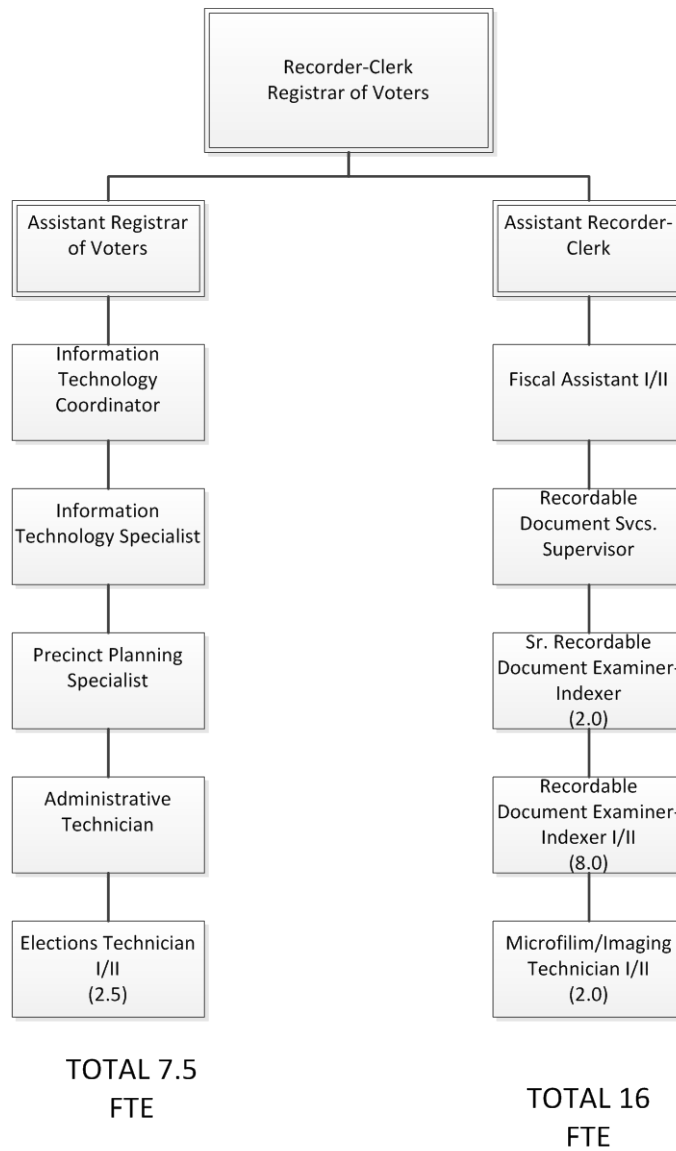 Recorder-Clerk
Registrar of Voters
Assistant Registrar
of Voters
Information
Technology
Coordinator
Information
Technology Specialist
Precinct Planning
Specialist
Administrative
Technician
Elections Technician
I/II
(2.5)
TOTAL 7.5
FTE
Assistant Recorder-
Clerk
Fiscal Assistant I/II
Recordable
Document Svcs.
Supervisor
Sr. Recordable
Document Examiner-
Indexer
(2.0)
Recordable
Document Examiner-
Indexer I/II
(8.0)
Microfilim/Imaging
Technician I/II
(2.0)
TOTAL 16
FTE